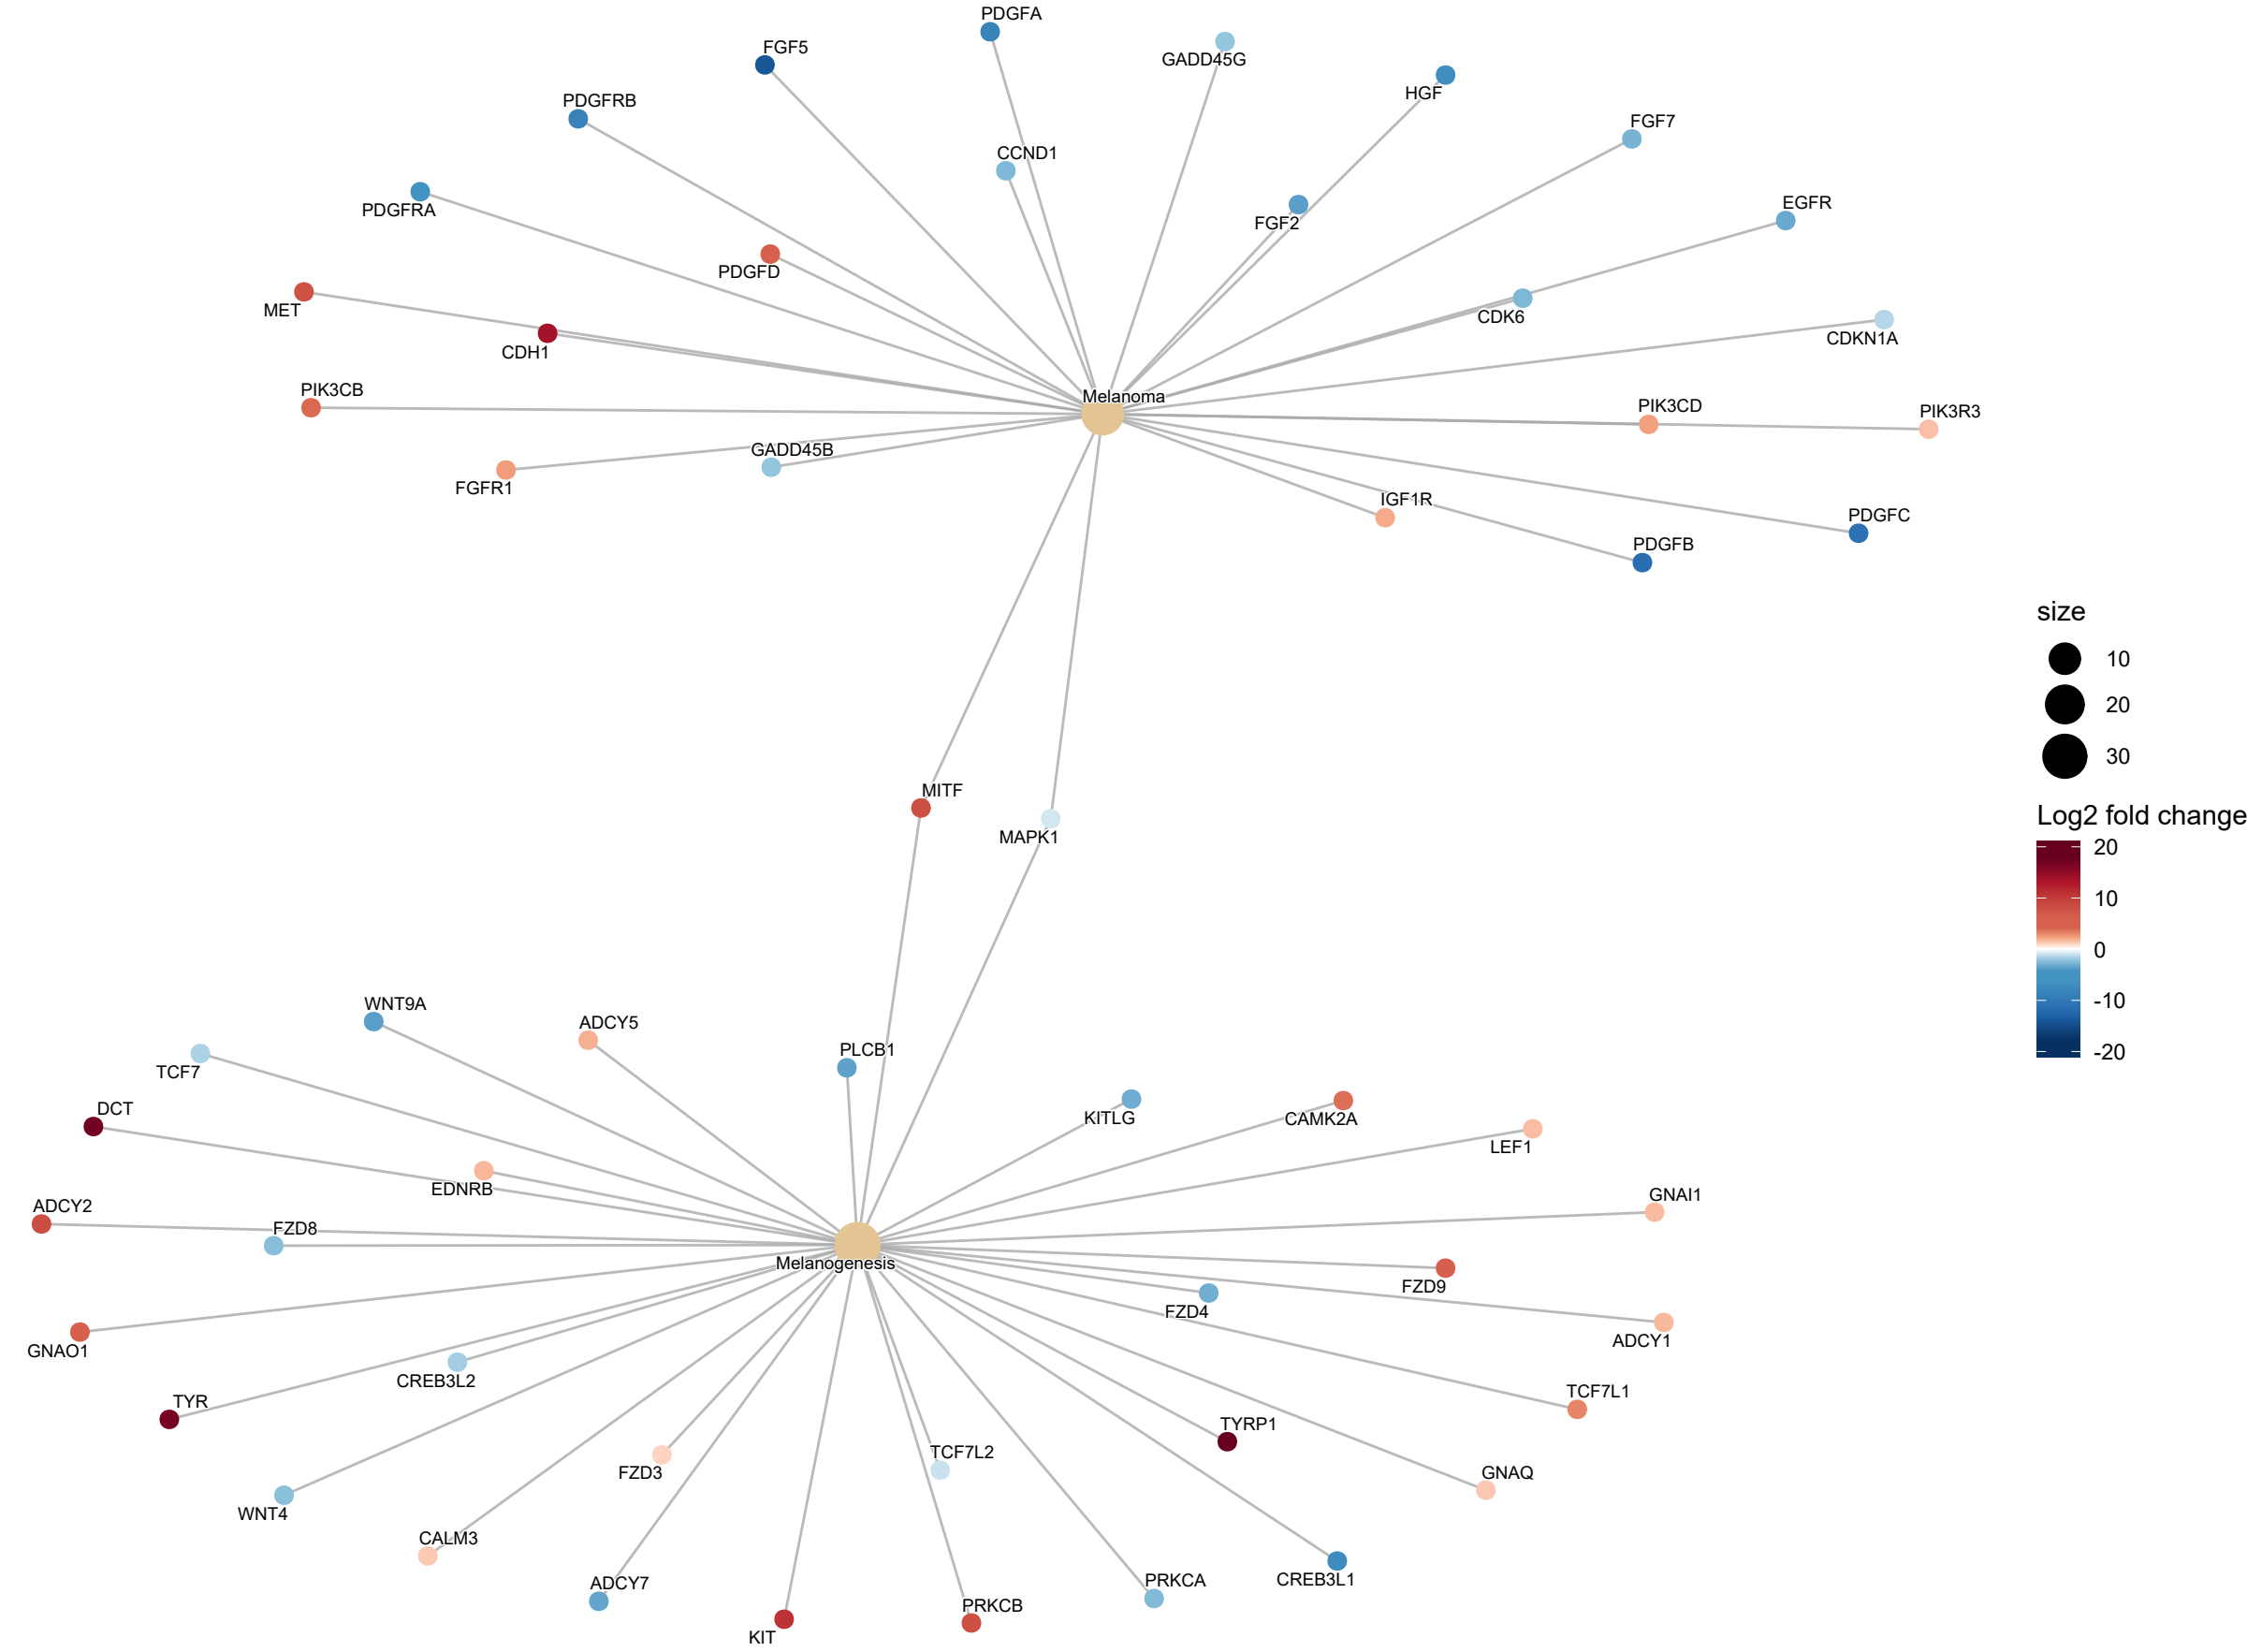 PDGFA
FGF5
GADD45G
PDGFRB
HGF
FGF7
CCND1
PDGFRA
FGF2
EGFR
PDGFD
MET
CDK6
CDKN1A
CDH1
PIK3CB
Melanoma
PIK3CD
PIK3R3
GADD45B
FGFR1
IGF1R
PDGFC
PDGFB
size
10
20
30
MITF
MAPK1
Log2 fold change
20
10
0
-10
-20
WNT9A
ADCY5
PLCB1
TCF7
DCT
KITLG
CAMK2A
LEF1
EDNRB
GNAI1
ADCY2
FZD8
Melanogenesis
FZD9
FZD4
ADCY1
GNAO1
CREB3L2
TCF7L1
TYR
TYRP1
TCF7L2
FZD3
GNAQ
WNT4
CALM3
CREB3L1
PRKCA
ADCY7
PRKCB
KIT